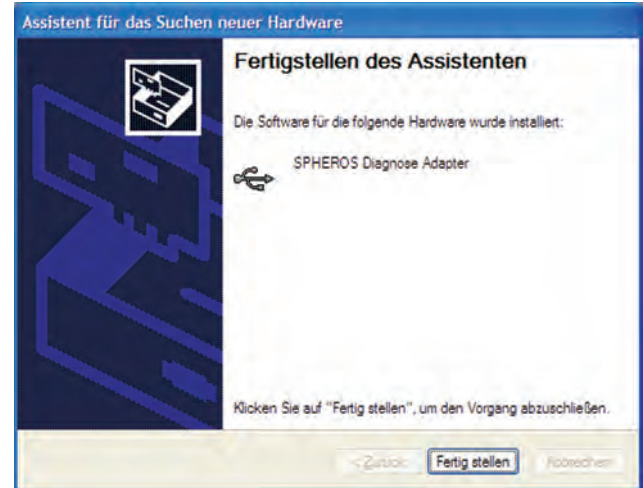 Assistent für das Suchen neuer Hardware
Fertigstellen des Assistenten
Die Software für die folgende Hardware wurde installiert:
SPHEROS Diagnose Adapter
Klicken Sie auf "Fertig stellen", um den Vorgang abzuschließen.
< Zurück Fertig stellen Abbrechen